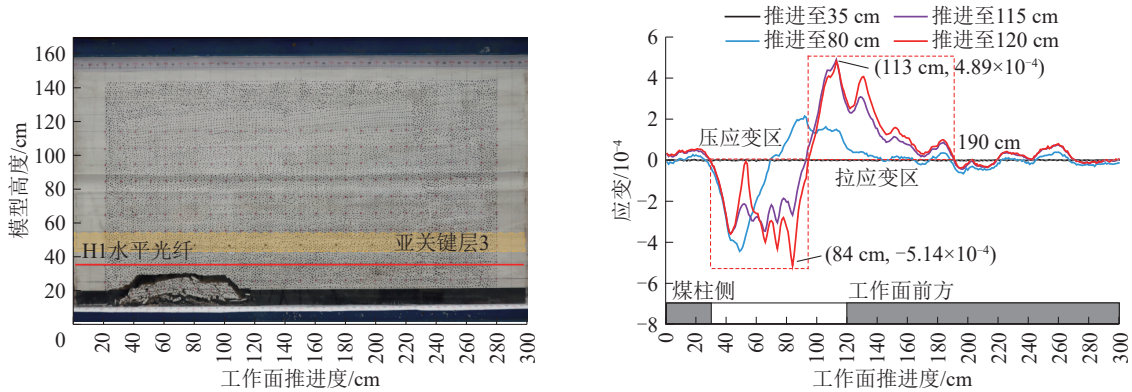 160
140
120
100
80
60
40
20
0
模型高度/cm
H1水平光纤
亚关键层3
20
40
60
80
100
120
140
160
180
200
220
240
260
280
300
工作面推进度/cm
推进至35 cm
推进至115 cm
推进至80 cm
推进至120 cm
6
4
2
0
−2
−4
−6
−8
应变/10⁻⁴
(113 cm, 4.89×10⁻⁴)
压应变区
190 cm
拉应变区
(84 cm, −5.14×10⁻⁴)
煤柱侧
工作面前方
0
20
40
60
80
100
120
140
160
180
200
220
240
260
280
300
工作面推进度/cm